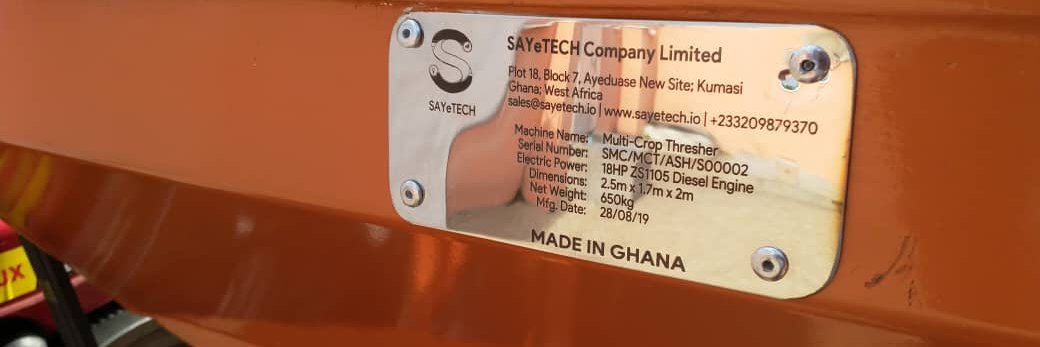 SAYeTECH
SAYeTECH Company Limited
Plot 18, Block 7, Ayeduase New Site; Kumasi
Ghana; West Africa
sales@sayetech.io | www.sayetech.io | +233209879370
Machine Name: Multi-Crop Thresher
Serial Number: SMC/MCT/ASH/S00002
Electric Power: 18HP ZS1105 Diesel Engine
Dimensions: 2.5m x 1.7m x 2m
Net Weight: 650kg
Mfg. Date: 28/08/19
MADE IN GHANA
UX